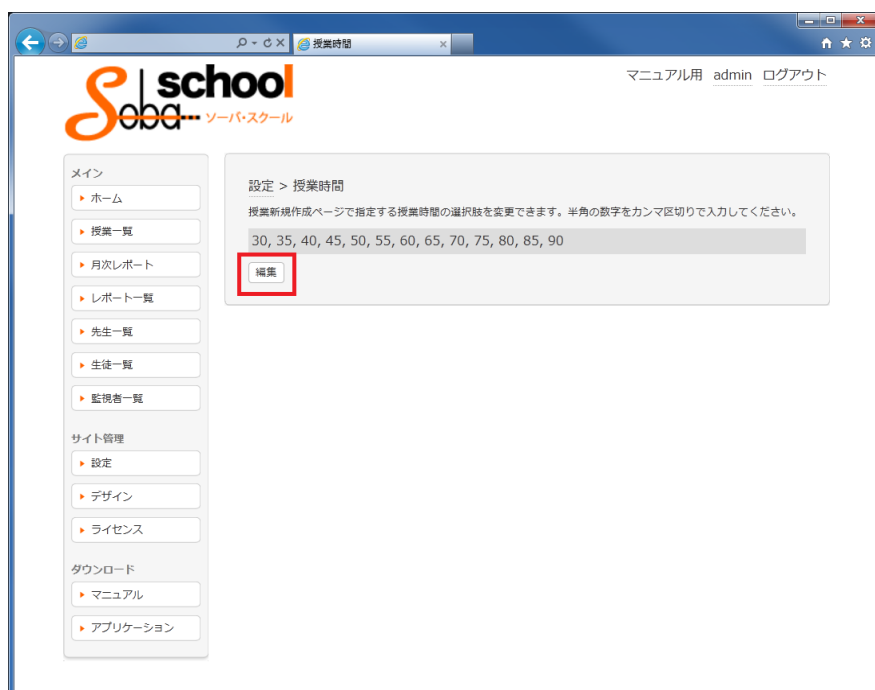 授業時間
マニュアル用 admin ログアウト
Soba school
ソーバ・スクール
メイン
ホーム
授業一覧
月次レポート
レポート一覧
先生一覧
生徒一覧
監視者一覧
サイト管理
設定
デザイン
ライセンス
ダウンロード
マニュアル
アプリケーション
設定 > 授業時間
授業新規作成ページで指定する授業時間の選択肢を変更できます。半角の数字をカンマ区切りで入力してください。
30, 35, 40, 45, 50, 55, 60, 65, 70, 75, 80, 85, 90
編集